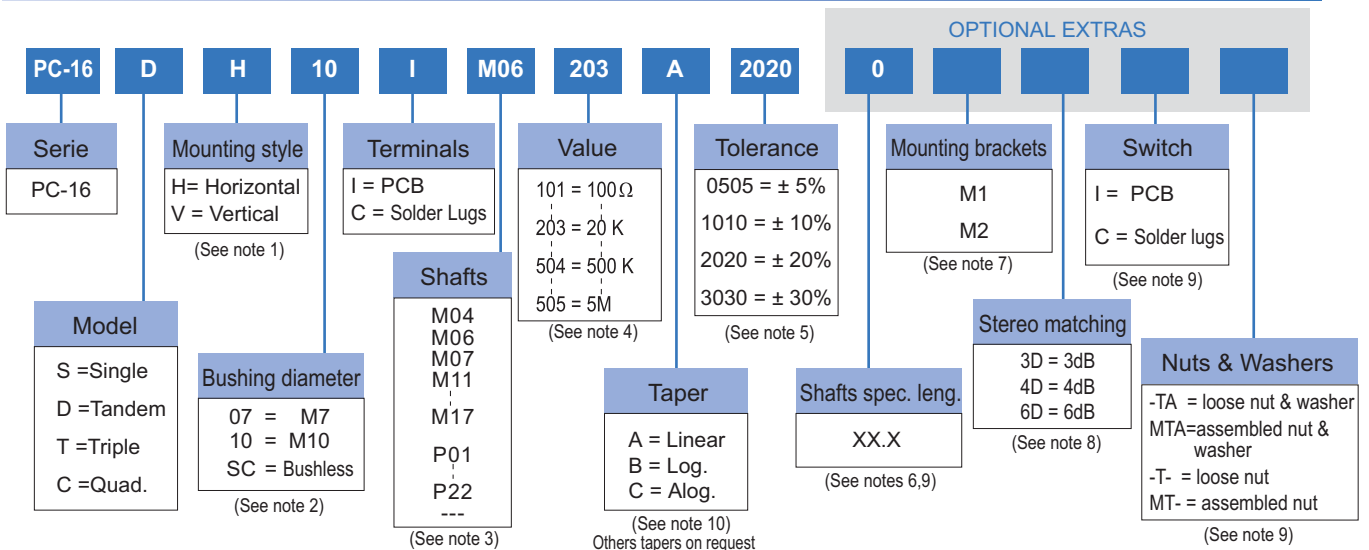 OPTIONAL EXTRAS
PC-16 D H 10 I M06 203 A 2020 0
Serie
PC-16
Mounting style
H= Horizontal
V = Vertical
(See note 1)
Terminals
I = PCB
C = Solder Lugs
Value
101 = 100Ω
203 = 20 K
504 = 500 K
505 = 5M
(See note 4)
Tolerance
0505 = ± 5%
1010 = ± 10%
2020 = ± 20%
3030 = ± 30%
(See note 5)
Mounting brackets
M1
M2
(See note 7)
Switch
I = PCB
C = Solder lugs
(See note 9)
Model
S =Single
D =Tandem
T =Triple
C =Quad.
Bushing diameter
07 = M7
10 = M10
SC = Bushless
(See note 2)
Shafts
M04
M06
M07
M11
M17
P01
P22
---
(See note 3)
Taper
A = Linear
B = Log.
C = Alog.
(See note 10)
Others tapers on request
Shafts spec. leng.
XX.X
(See notes 6,9)
Stereo matching
3D = 3dB
4D = 4dB
6D = 6dB
(See note 8)
Nuts & Washers
-TA = loose nut & washer
MTA=assembled nut &
washer
-T- = loose nut
MT- = assembled nut
(See note 9)